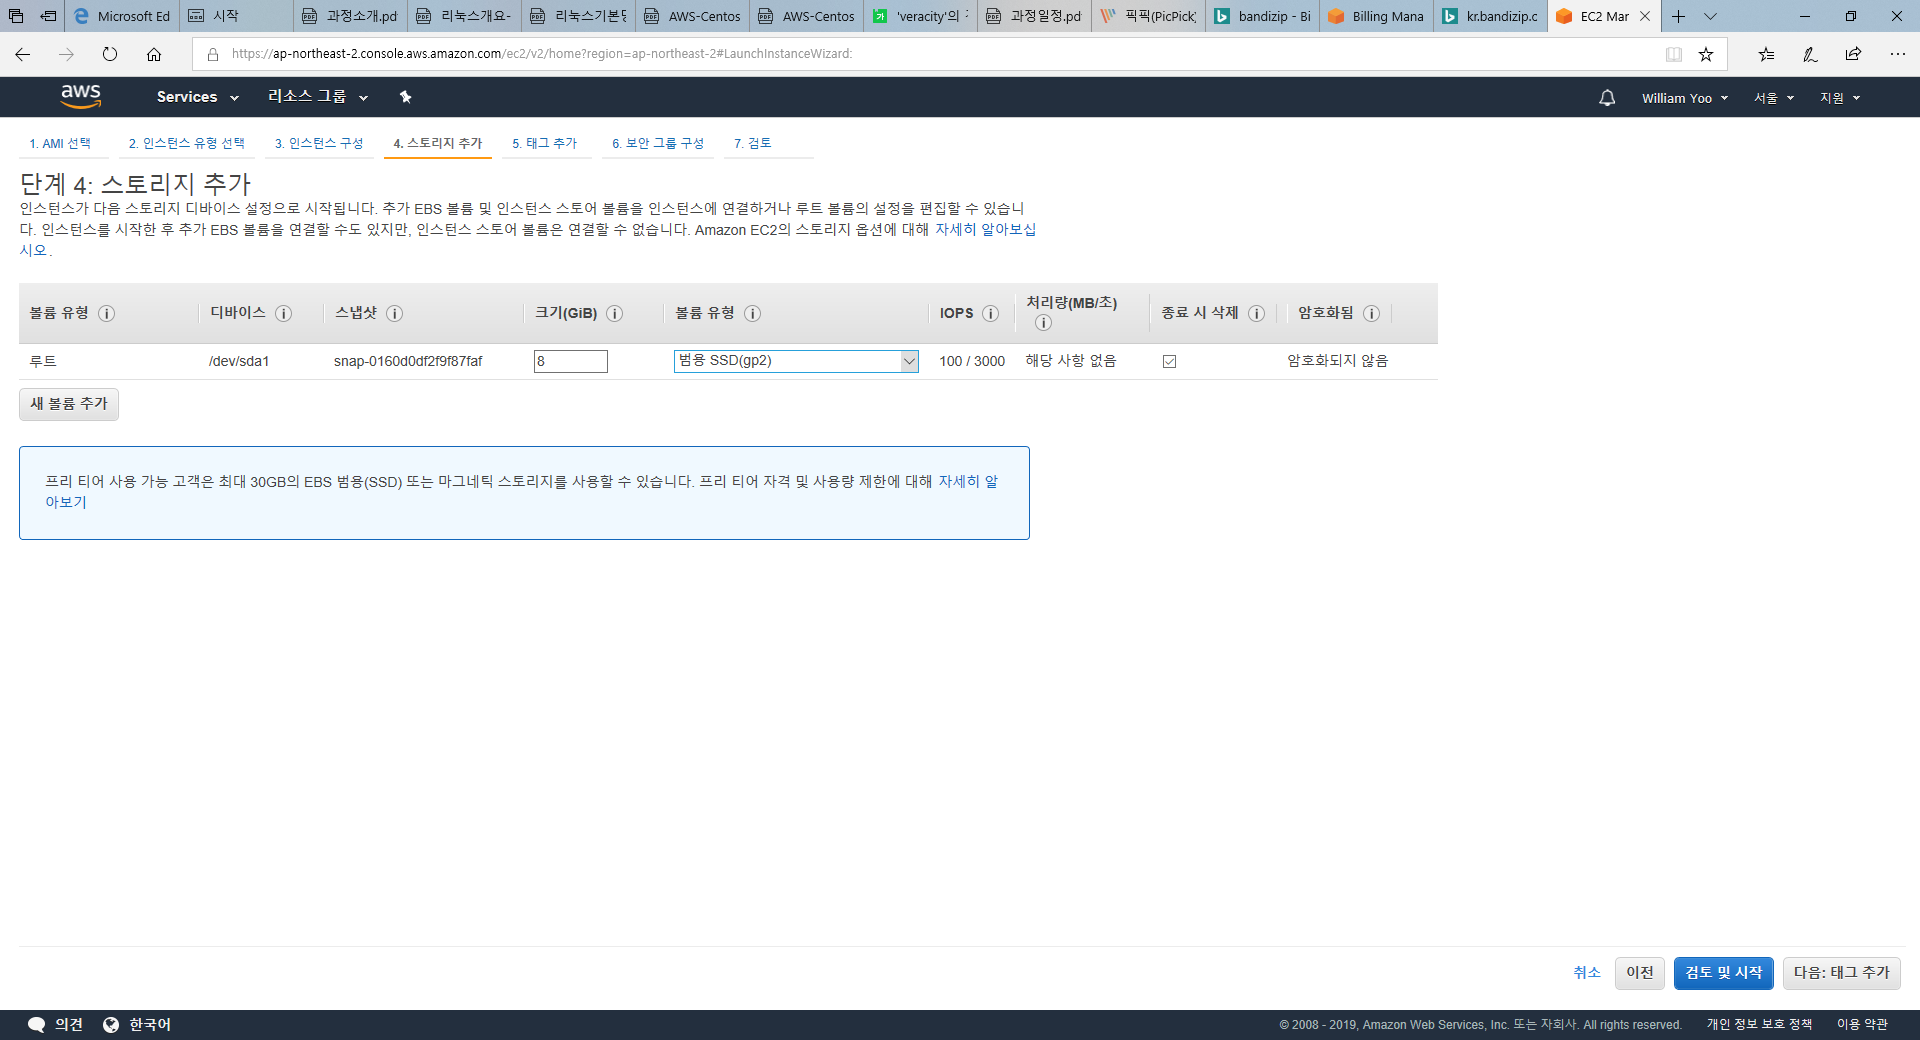 Microsoft Ed
시작
과정소개.pd
리눅스개요-
리눅스기본명
AWS-Centos
AWS-Centos
'veracity'의
과정일정.pd
픽픽(PicPick)
bandizip - Bi
Billing Mana
kr.bandizip.c
EC2 Mar
https://ap-northeast-2.console.aws.amazon.com/ec2/v2/home?region=ap-northeast-2#LaunchInstanceWizard:
aws
Services
리소스 그룹
William Yoo
서울
지원
1. AMI 선택
2. 인스턴스 유형 선택
3. 인스턴스 구성
4. 스토리지 추가
5. 태그 추가
6. 보안 그룹 구성
7. 검토
단계 4: 스토리지 추가
인스턴스가 다음 스토리지 디바이스 설정으로 시작됩니다. 추가 EBS 볼륨 및 인스턴스 스토어 볼륨을 인스턴스에 연결하거나 루트 볼륨의 설정을 편집할 수 있습니
다. 인스턴스를 시작한 후 추가 EBS 볼륨을 연결할 수도 있지만, 인스턴스 스토어 볼륨은 연결할 수 없습니다. Amazon EC2의 스토리지 옵션에 대해 자세히 알아보십
시오.
볼륨 유형
디바이스
스냅샷
크기(GiB)
볼륨 유형
IOPS
처리량(MB/초)
종료 시 삭제
암호화됨
루트
/dev/sda1
snap-0160d0df2f9f87faf
8
범용 SSD(gp2)
100 / 3000
해당 사항 없음
암호화되지 않음
새 볼륨 추가
프리 티어 사용 가능 고객은 최대 30GB의 EBS 범용(SSD) 또는 마그네틱 스토리지를 사용할 수 있습니다. 프리 티어 자격 및 사용량 제한에 대해 자세히 알
아보기
취소
이전
검토 및 시작
다음: 태그 추가
의견
한국어
© 2008 - 2019, Amazon Web Services, Inc. 또는 자회사. All rights reserved.
개인 정보 보호 정책
이용 약관